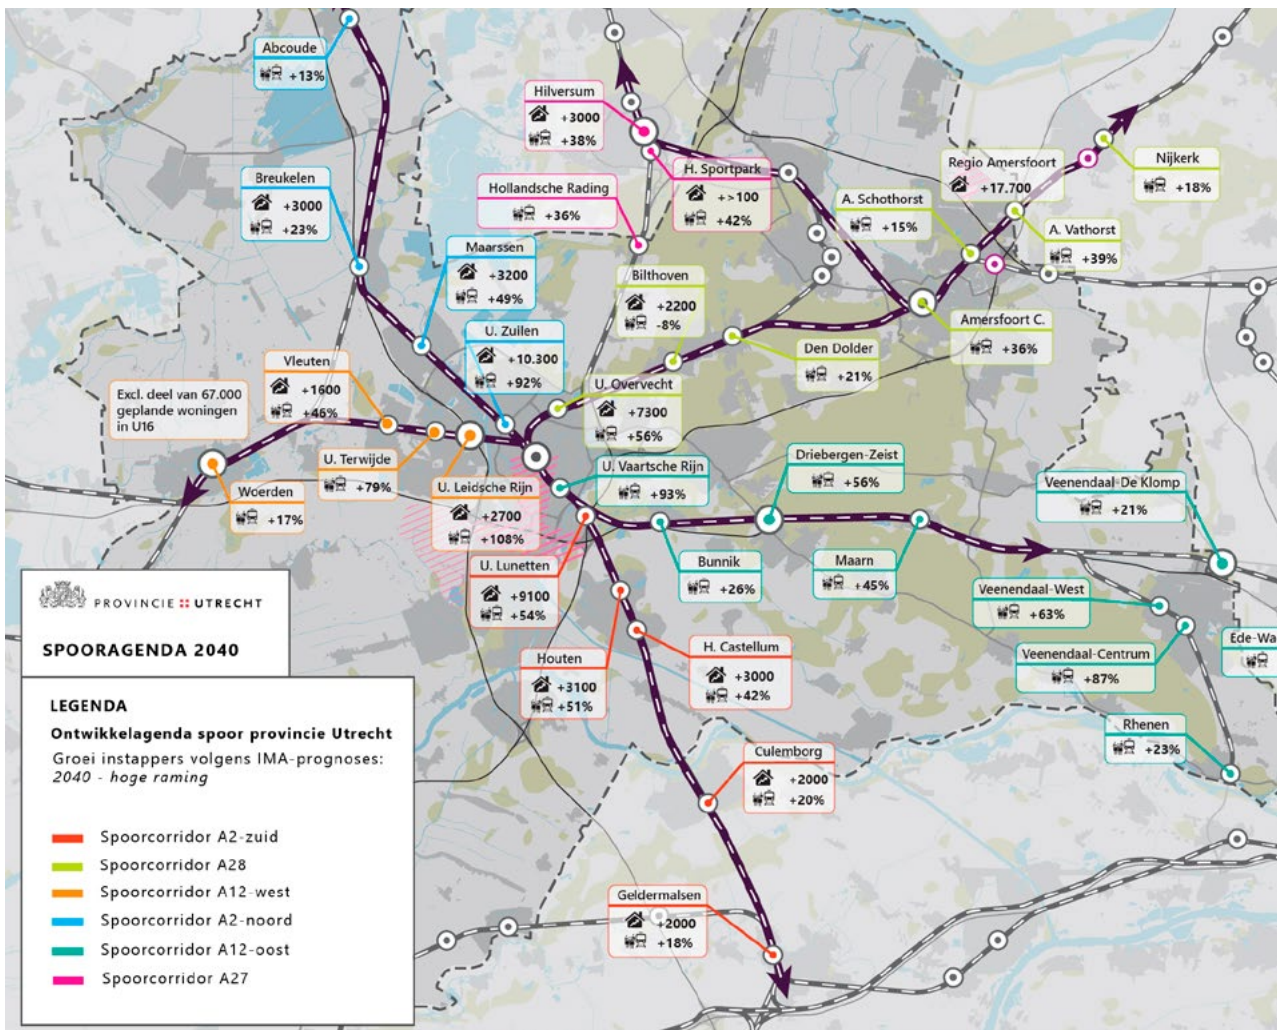 Abcoude
+13%
Hilversum
+3000
+38%
H. Sportpark
+>100
+42%
Hollandsche Rading
+36%
Regio Amersfoort
+17.700
Nijkerk
+18%
A. Schothorst
+15%
A. Vathorst
+39%
Breukelen
+3000
+23%
Maarssen
+3200
+49%
Bilthoven
+2200
-8%
U. Zuilen
+10.300
+92%
Den Dolder
+21%
Amersfoort C.
+36%
Vleuten
+1600
+46%
Excl. deel van 67.000
geplande woningen
in U16
U. Overvecht
+7300
+56%
U. Terwijde
+79%
Woerden
+17%
U. Leidsche Rijn
+2700
+108%
U. Vaartsche Rijn
+93%
Driebergen-Zeist
+56%
Veenendaal-De Klomp
+21%
U. Lunetten
+9100
+54%
Bunnik
+26%
Maarn
+45%
Veenendaal-West
+63%
Veenendaal-Centrum
+87%
Ede-Wa
Houten
+3100
+51%
H. Castellum
+3000
+42%
Rhenen
+23%
Culemborg
+2000
+20%
Geldermalsen
+2000
+18%
PROVINCIE UTRECHT
SPOORAGENDA 2040
LEGENDA
Ontwikkelagenda spoor provincie Utrecht
Groei instappers volgens IMA-prognoses:
2040 - hoge raming
Spoorcorridor A2-zuid
Spoorcorridor A28
Spoorcorridor A12-west
Spoorcorridor A2-noord
Spoorcorridor A12-oost
Spoorcorridor A27